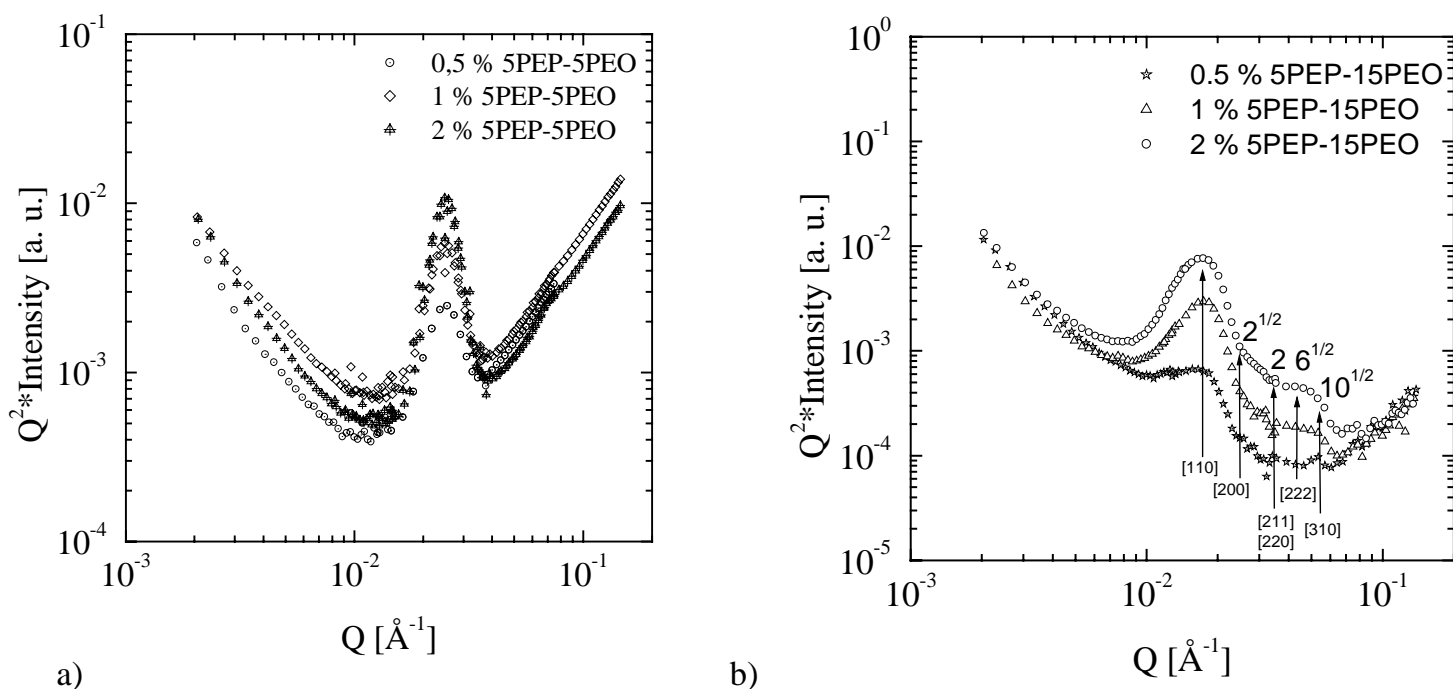 10^-1
0,5 % 5PEP-5PEO
1 % 5PEP-5PEO
2 % 5PEP-5PEO
10^-2
10^-3
10^-4
Q^2*Intensity [a. u.]
10^-3
10^-2
10^-1
Q [Å^-1]
a)
10^0
0.5 % 5PEP-15PEO
1 % 5PEP-15PEO
2 % 5PEP-15PEO
10^-1
10^-2
10^-3
10^-4
10^-5
Q^2*Intensity [a. u.]
2^1/2
2 6^1/2
10^1/2
[110]
[200]
[222]
[211]
[310]
[220]
10^-3
10^-2
10^-1
Q [Å^-1]
b)